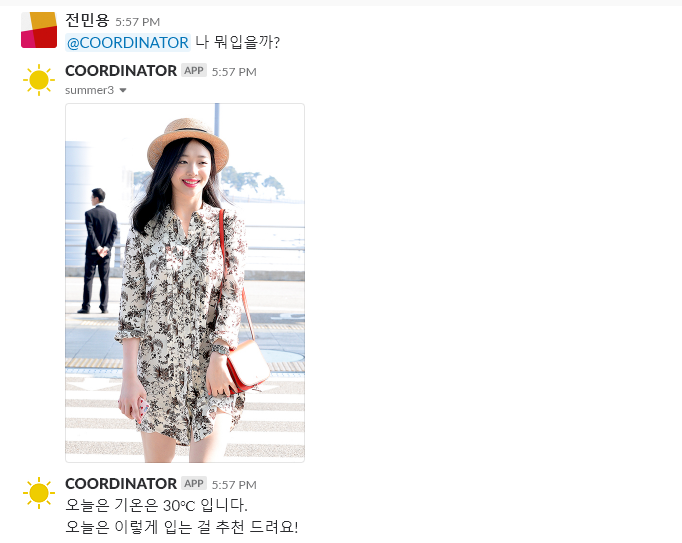 전민용 5:57 PM
@COORDINATOR 나 뭐입을까?
COORDINATOR APP 5:57 PM
summer3
COORDINATOR APP 5:57 PM
오늘은 기온은 30℃ 입니다.
오늘은 이렇게 입는 걸 추천 드려요!